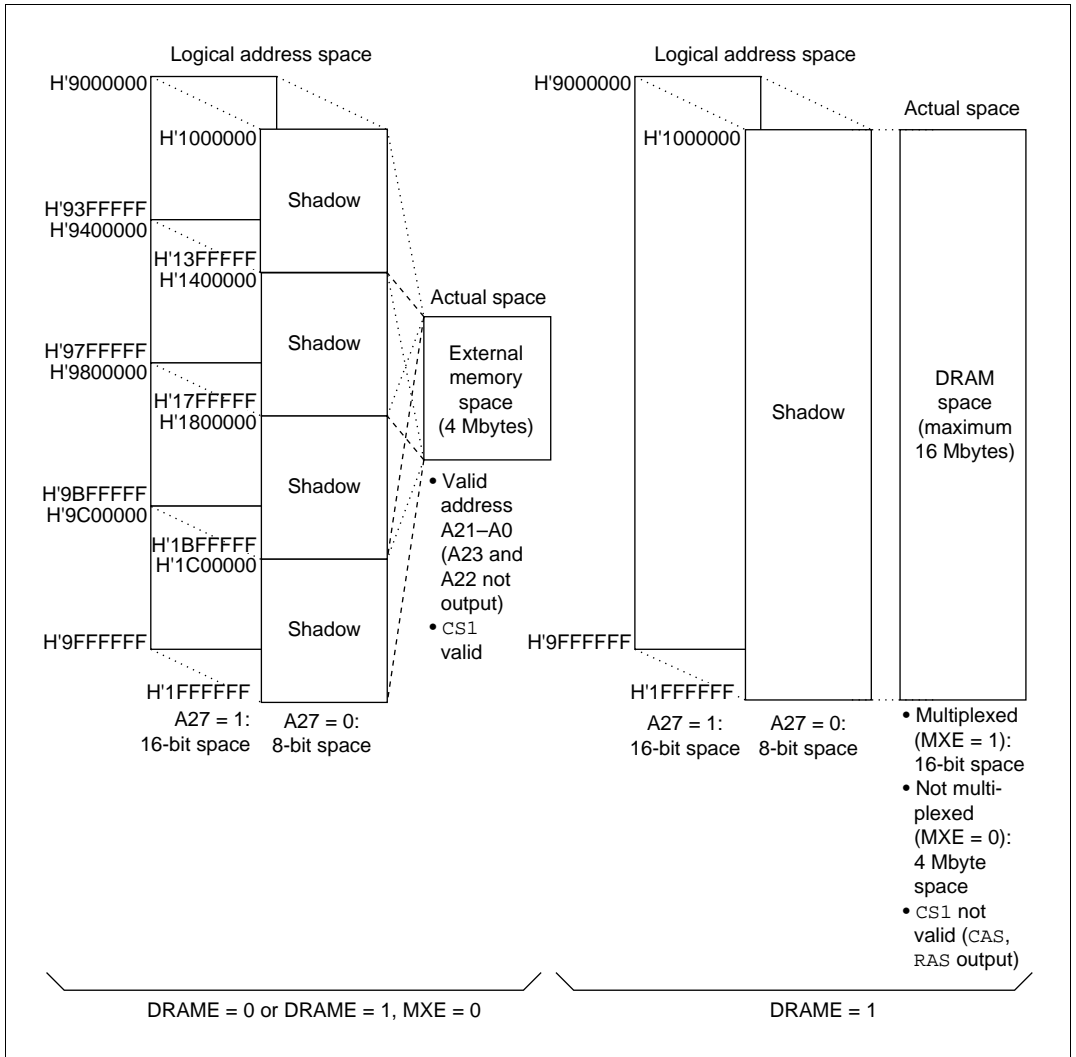 Logical address space
H'9000000
H'1000000
Shadow
H'93FFFFF
H'9400000
H'13FFFFF
H'1400000
Actual space
Shadow
External
memory
space
(4 Mbytes)
H'97FFFFF
H'9800000
H'17FFFFF
H'1800000
Shadow
H'9BFFFFF
H'9C00000
H'1BFFFFF
H'1C00000
• Valid
address
A21–A0
(A23 and
A22 not
output)
• CS1
valid
Shadow
H'9FFFFFF
H'1FFFFFF
A27 = 1:
16-bit space
A27 = 0:
8-bit space
DRAME = 0 or DRAME = 1, MXE = 0
Logical address space
H'9000000
Actual space
H'1000000
Shadow
DRAM
space
(maximum
16 Mbytes)
H'9FFFFFF
H'1FFFFFF
A27 = 1:
16-bit space
A27 = 0:
8-bit space
• Multiplexed
(MXE = 1):
16-bit space
• Not multi-
plexed
(MXE = 0):
4 Mbyte
space
• CS1 not
valid (CAS,
RAS output)
DRAME = 1